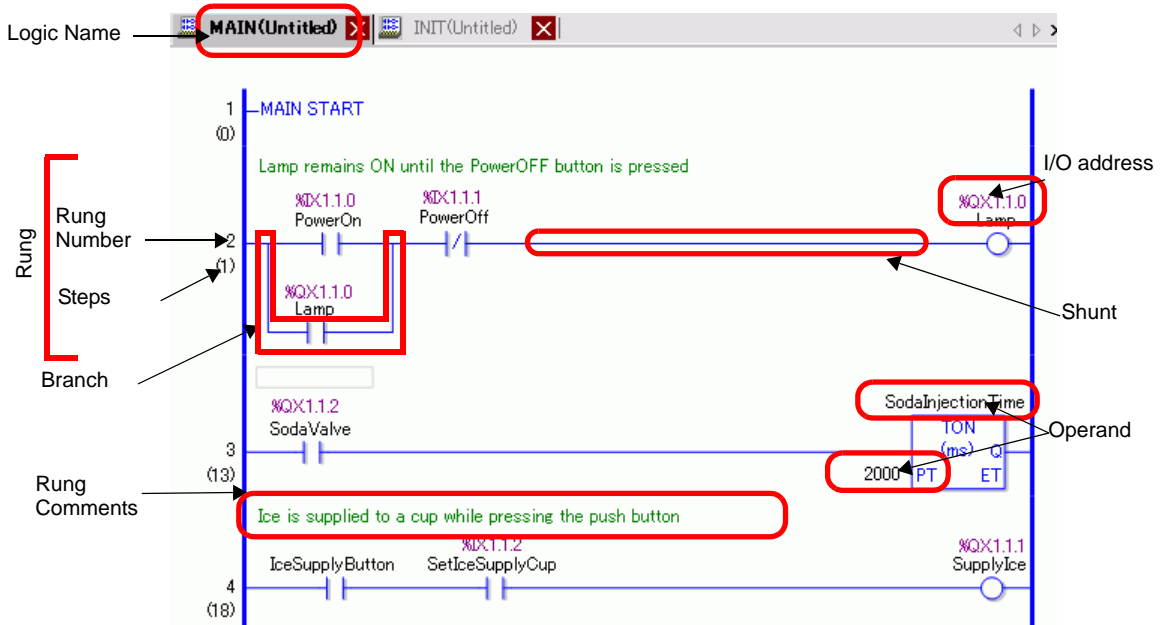 Logic Name
MAIN(Untitled) INIT(Untitled)
1 MAIN START
(0)
Lamp remains ON until the PowerOFF button is pressed
I/O address
%IX1.1.0 %IX1.1.1 %QX1.1.0
PowerOn PowerOff Lamp
Rung
Rung
Number
2
(1)
Steps
%QX1.1.0
Lamp
Shunt
Branch
%QX1.1.2 SodaInjectionTime
SodaValve TON
Operand
3 (ms) Q
(13) 2000 PT ET
Rung
Comments
Ice is supplied to a cup while pressing the push button
%IX1.1.2 %QX1.1.1
IceSupplyButton SetIceSupplyCup SupplyIce
4
(18)